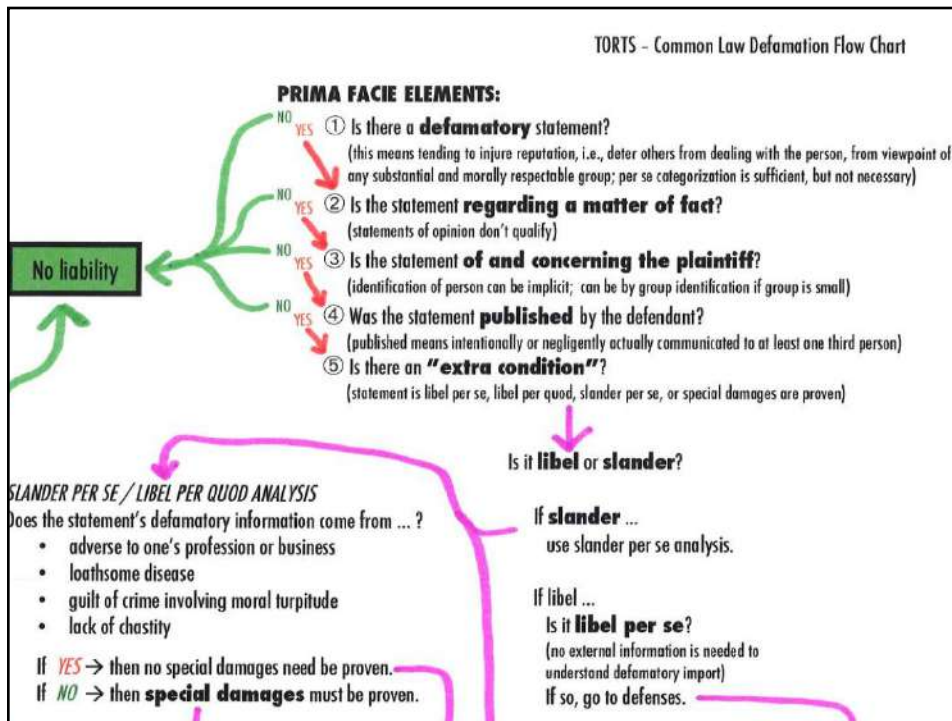 TORTS – Common Law Defamation Flow Chart
PRIMA FACIE ELEMENTS:
NO YES ① Is there a defamatory statement?
(this means tending to injure reputation, i.e., deter others from dealing with the person, from viewpoint of
any substantial and morally respectable group; per se categorization is sufficient, but not necessary)
NO YES ② Is the statement regarding a matter of fact?
(statements of opinion don't qualify)
NO YES ③ Is the statement of and concerning the plaintiff?
(identification of person can be implicit; can be by group identification if group is small)
NO YES ④ Was the statement published by the defendant?
(published means intentionally or negligently actually communicated to at least one third person)
⑤ Is there an "extra condition"?
(statement is libel per se, libel per quod, slander per se, or special damages are proven)
No liability
Is it libel or slander?
If slander ...
use slander per se analysis.
If libel ...
Is it libel per se?
(no external information is needed to
understand defamatory import)
If so, go to defenses.
SLANDER PER SE / LIBEL PER QUOD ANALYSIS
Does the statement's defamatory information come from ... ?
• adverse to one's profession or business
• loathsome disease
• guilt of crime involving moral turpitude
• lack of chastity
If YES → then no special damages need be proven.
If NO → then special damages must be proven.